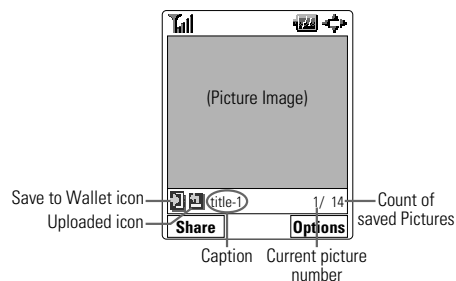 (Picture Image)
Save to Wallet icon
title-1
1/ 14
Count of
saved Pictures
Uploaded icon
Share
Options
Caption
Current picture
number